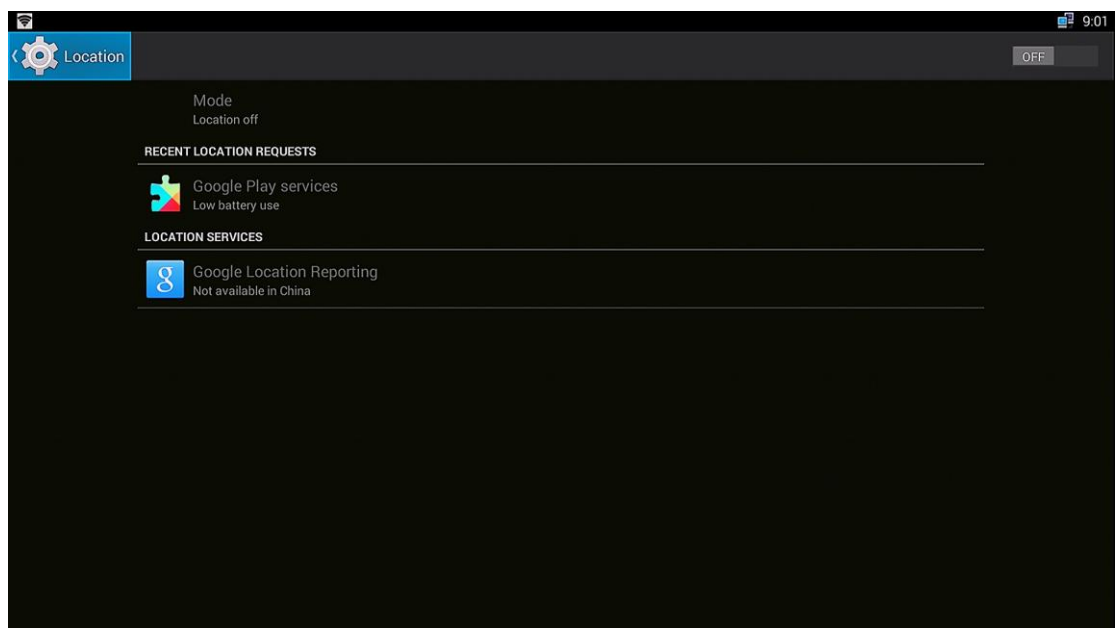 9:01
Location
OFF
Mode
Location off
RECENT LOCATION REQUESTS
Google Play services
Low battery use
LOCATION SERVICES
g
Google Location Reporting
Not available in China